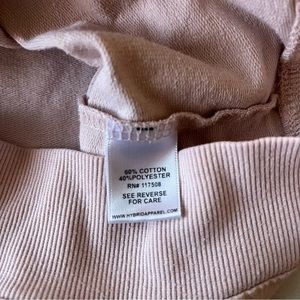 60% COTTON
40% POLYESTER
RN# 117508
SEE REVERSE
FOR CARE
WWW.HYBRIDAPPAREL.COM